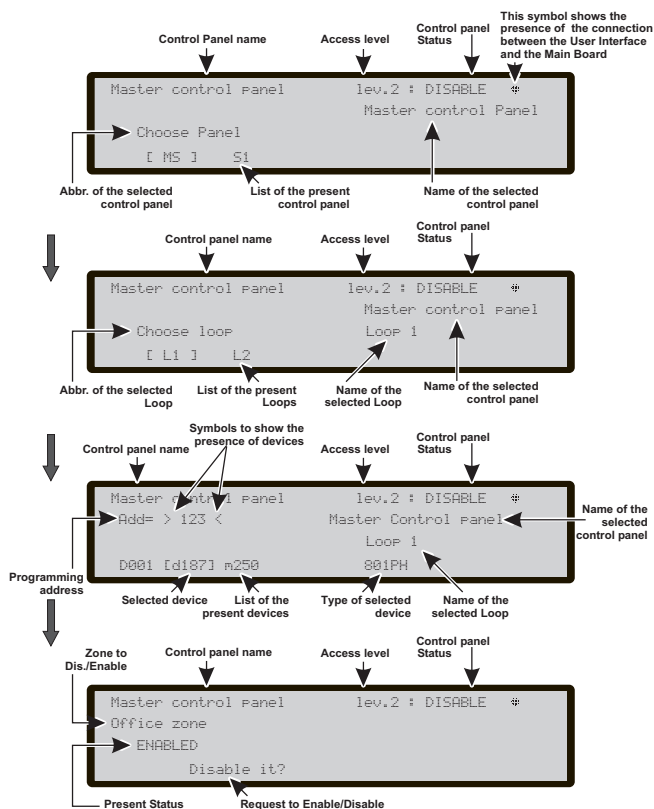 This symbol shows the
presence of the connection
between the User Interface
and the Main Board
Control panel
Status
Control Panel name
Access level
Master control panel lev.2 : DISABLE
Master control Panel
Choose Panel
[ MS ] S1
Abbr. of the selected
control panel
List of the present
control panel
Name of the selected
control panel
Control panel name
Access level
Control panel
Status
Master control panel lev.2 : DISABLE
Master control panel
Choose loop Loop 1
[ L1 ] L2
Abbr. of the selected
Loop
List of the present
Loops
Name of the
selected Loop
Name of the selected
control panel
Symbols to show the
presence of devices
Control panel name
Access level
Control panel
Status
Master control panel lev.2 : DISABLE
Add= > 123 < Master Control panel
Loop 1
D001 [d187] m250 801PH
Name of the
selected
control panel
Programming
address
Selected device
List of the
present devices
Type of selected
device
Name of the
selected Loop
Zone to
Dis./Enable
Control panel name
Access level
Control panel
Status
Master control panel lev.2 : DISABLE
Office zone
ENABLED
Disable it?
Present Status
Request to Enable/Disable